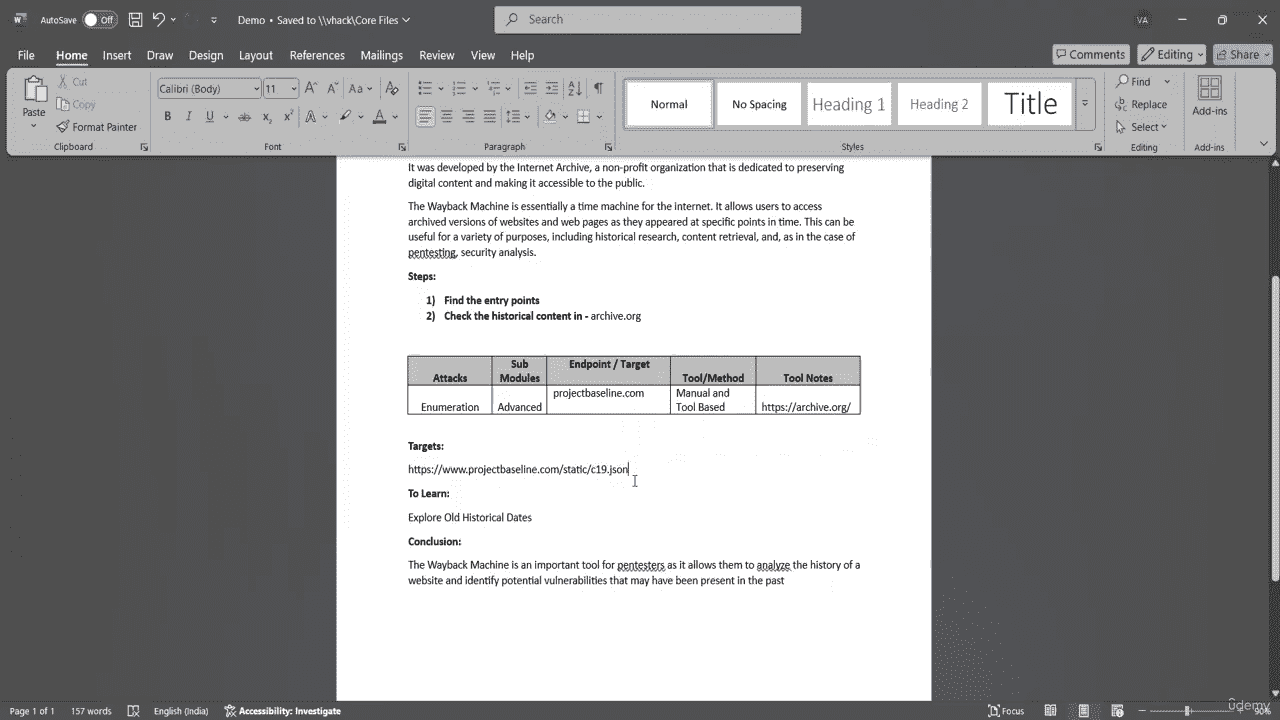 Demo • Saved to \\vhack\Course Files
Off
Search
VA
File Home Insert Draw Design Layout References Mailings Review View Help
Comments
Editing
Share
Paste
Cut
Copy
Format Painter
Clipboard
Calibri (Body)
11
Font
Paragraph
Normal
No Spacing
Heading 1
Heading 2
Title
Styles
Find
Replace
Select
Editing
Add-ins
Add-ins
It was developed by the Internet Archive, a non-profit organization that is dedicated to preserving
digital content and making it accessible to the public.
The Wayback Machine is essentially a time machine for the internet. It allows users to access
archived versions of websites and web pages as they appeared at specific points in time. This can be
useful for a variety of purposes, including historical research, content retrieval, and, as in the case of
pentesting, security analysis.
Steps:
1) Find the entry points
2) Check the historical content in - archive.org
Attacks
Sub
Modules
Endpoint / Target
Tool/Method
Tool Notes
Enumeration
Advanced
projectbaseline.com
Manual and
Tool Based
https://archive.org/
Targets:
https://www.projectbaseline.com/static/c19.json
To Learn:
Explore Old Historical Dates
Conclusion:
The Wayback Machine is an important tool for pentesters as it allows them to analyze the history of a
website and identify potential vulnerabilities that may have been present in the past
Page 1 of 1 157 words English (India) Accessibility: Investigate
Focus
Udemy